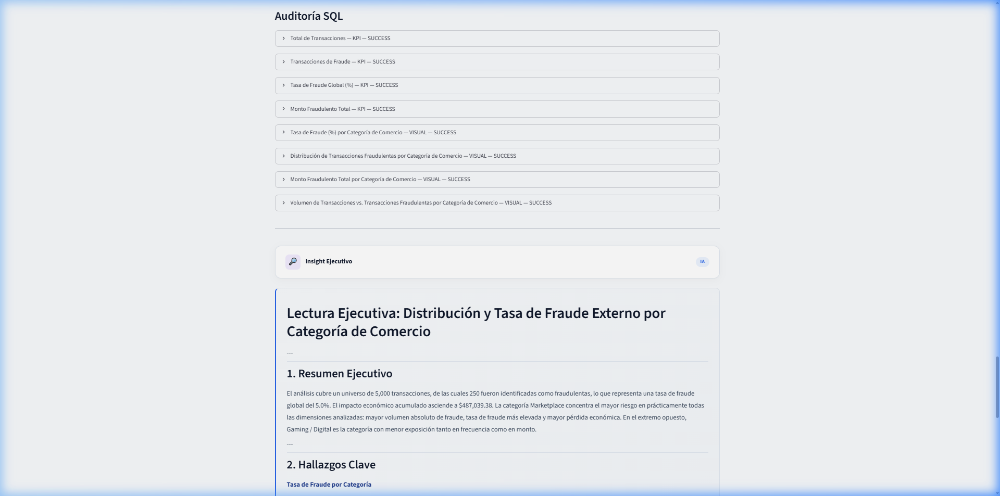 Auditoría SQL
Total de Transacciones — KPI — SUCCESS
Transacciones de Fraude — KPI — SUCCESS
Tasa de Fraude Global (%) — KPI — SUCCESS
Monto Fraudulento Total — KPI — SUCCESS
Tasa de Fraude (%) por Categoría de Comercio — VISUAL — SUCCESS
Distribución de Transacciones Fraudulentas por Categoría de Comercio — VISUAL — SUCCESS
Monto Fraudulento Total por Categoría de Comercio — VISUAL — SUCCESS
Volumen de Transacciones vs. Transacciones Fraudulentas por Categoría de Comercio — VISUAL — SUCCESS
Insight Ejecutivo
IA
Lectura Ejecutiva: Distribución y Tasa de Fraude Externo por
Categoría de Comercio
---
1. Resumen Ejecutivo
El análisis cubre un universo de 5,000 transacciones, de las cuales 250 fueron identificadas como fraudulentas, lo que representa una tasa de fraude
global del 5.0%. El impacto económico acumulado asciende a $487,039.38. La categoría Marketplace concentra el mayor riesgo en prácticamente todas
las dimensiones analizadas: mayor volumen absoluto de fraude, tasa de fraude más elevada y mayor pérdida económica. En el extremo opuesto,
Gaming / Digital es la categoría con menor exposición tanto en frecuencia como en monto.
---
2. Hallazgos Clave
Tasa de Fraude por Categoría